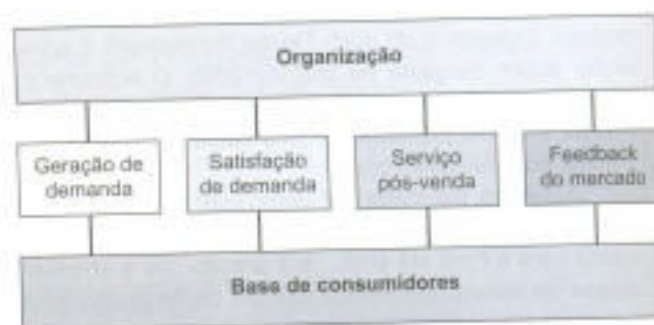 Organização
Geração de
demanda
Satisfação
de demanda
Serviço
pós-venda
Feedback
do mercado
Base de consumidores